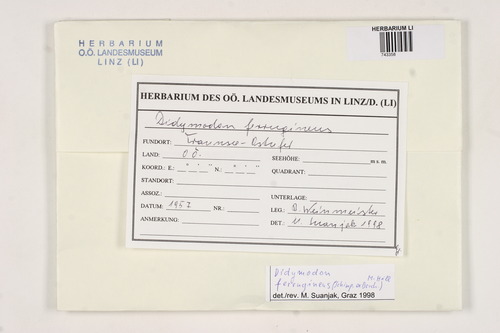 HERBARIUM
O.Ö. LANDESMUSEUM
LINZ (LI)
HERBARIUM LI
HERBARIUM DES OÖ. LANDESMUSEUMS IN LINZ/D. (LI)
Didymodon ferrugineus
FUNDORT: Traunsee-Ostufer
LAND: O.Ö. SEEHÖHE: m s. m.
KOORD.: E.: ° ' " N.: ° ' " QUADRANT:
STANDORT:
ASSOZ.: UNTERLAGE:
DATUM: 1957 NR.: LEG.: Weinmeister
ANMERKUNG: DET.: M. Suanjak 1998
Didymodon
ferrugineus
det./rev. M. Suanjak, Graz 1998